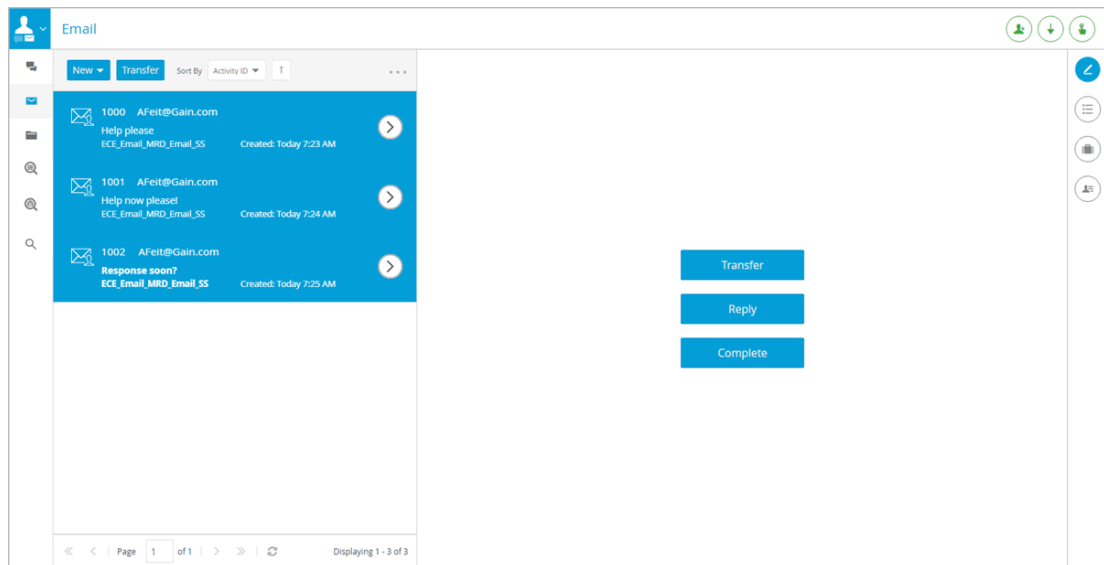 Email
New Transfer Sort By Activity ID
1000 AFeit@Gain.com
Help please
ECE_Email_MRD_Email_SS Created: Today 7:23 AM
1001 AFeit@Gain.com
Help now please!
ECE_Email_MRD_Email_SS Created: Today 7:24 AM
1002 AFeit@Gain.com
Response soon?
ECE_Email_MRD_Email_SS Created: Today 7:25 AM
Transfer
Reply
Complete
Page 1 of 1 Displaying 1 - 3 of 3